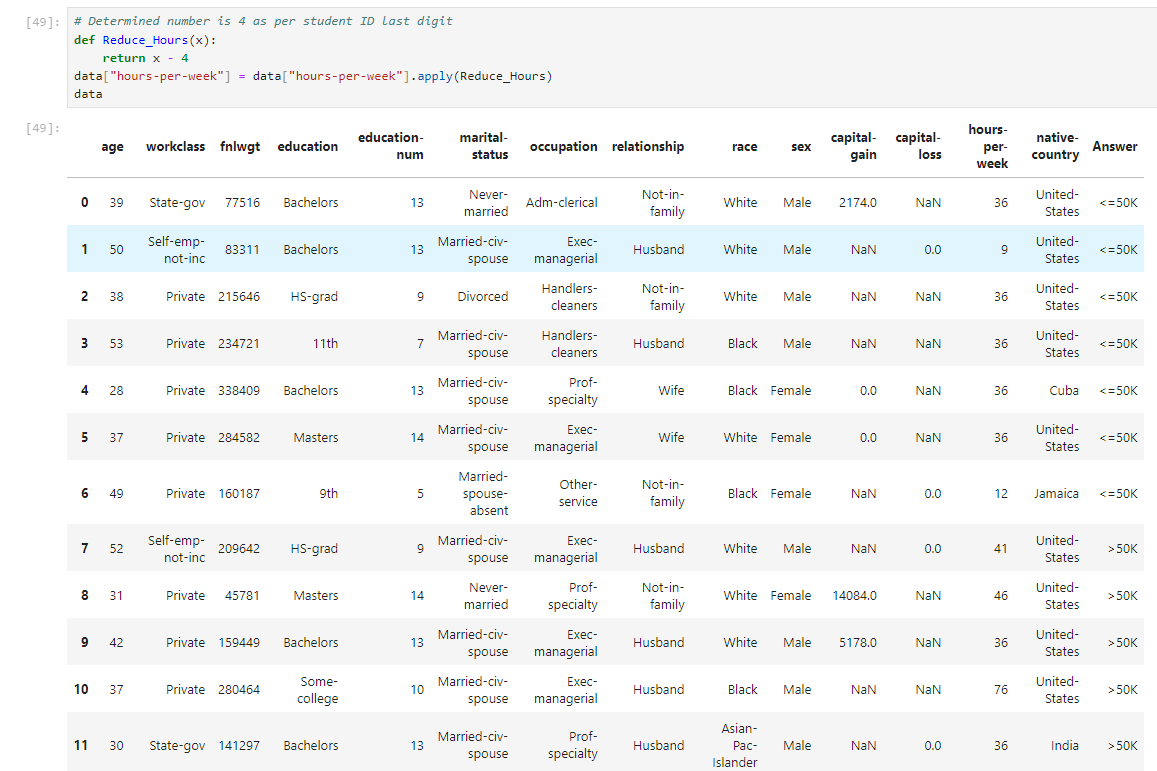 [49]: # Determined number is 4 as per student ID last digit
def Reduce_Hours(x):
    return x - 4
data["hours-per-week"] = data["hours-per-week"].apply(Reduce_Hours)
data
[49]:
age workclass fnlwgt education education-num marital-status occupation relationship race sex capital-gain capital-loss hours-per-week native-country Answer
0 39 State-gov 77516 Bachelors 13 Never-married Adm-clerical Not-in-family White Male 2174.0 NaN 36 United-States <=50K
1 50 Self-emp-not-inc 83311 Bachelors 13 Married-civ-spouse Exec-managerial Husband White Male NaN 0.0 9 United-States <=50K
2 38 Private 215646 HS-grad 9 Divorced Handlers-cleaners Not-in-family White Male NaN NaN 36 United-States <=50K
3 53 Private 234721 11th 7 Married-civ-spouse Handlers-cleaners Husband Black Male NaN NaN 36 United-States <=50K
4 28 Private 338409 Bachelors 13 Married-civ-spouse Prof-specialty Wife Black Female 0.0 NaN 36 Cuba <=50K
5 37 Private 284582 Masters 14 Married-civ-spouse Exec-managerial Wife White Female 0.0 NaN 36 United-States <=50K
6 49 Private 160187 9th 5 Married-spouse-absent Other-service Not-in-family Black Female NaN 0.0 12 Jamaica <=50K
7 52 Self-emp-not-inc 209642 HS-grad 9 Married-civ-spouse Exec-managerial Husband White Male NaN 0.0 41 United-States >50K
8 31 Private 45781 Masters 14 Never-married Prof-specialty Not-in-family White Female 14084.0 NaN 46 United-States >50K
9 42 Private 159449 Bachelors 13 Married-civ-spouse Exec-managerial Husband White Male 5178.0 NaN 36 United-States >50K
10 37 Private 280464 Some-college 10 Married-civ-spouse Exec-managerial Husband Black Male NaN NaN 76 United-States >50K
11 30 State-gov 141297 Bachelors 13 Married-civ-spouse Prof-specialty Husband Asian-Pac-Islander Male NaN 0.0 36 India >50K